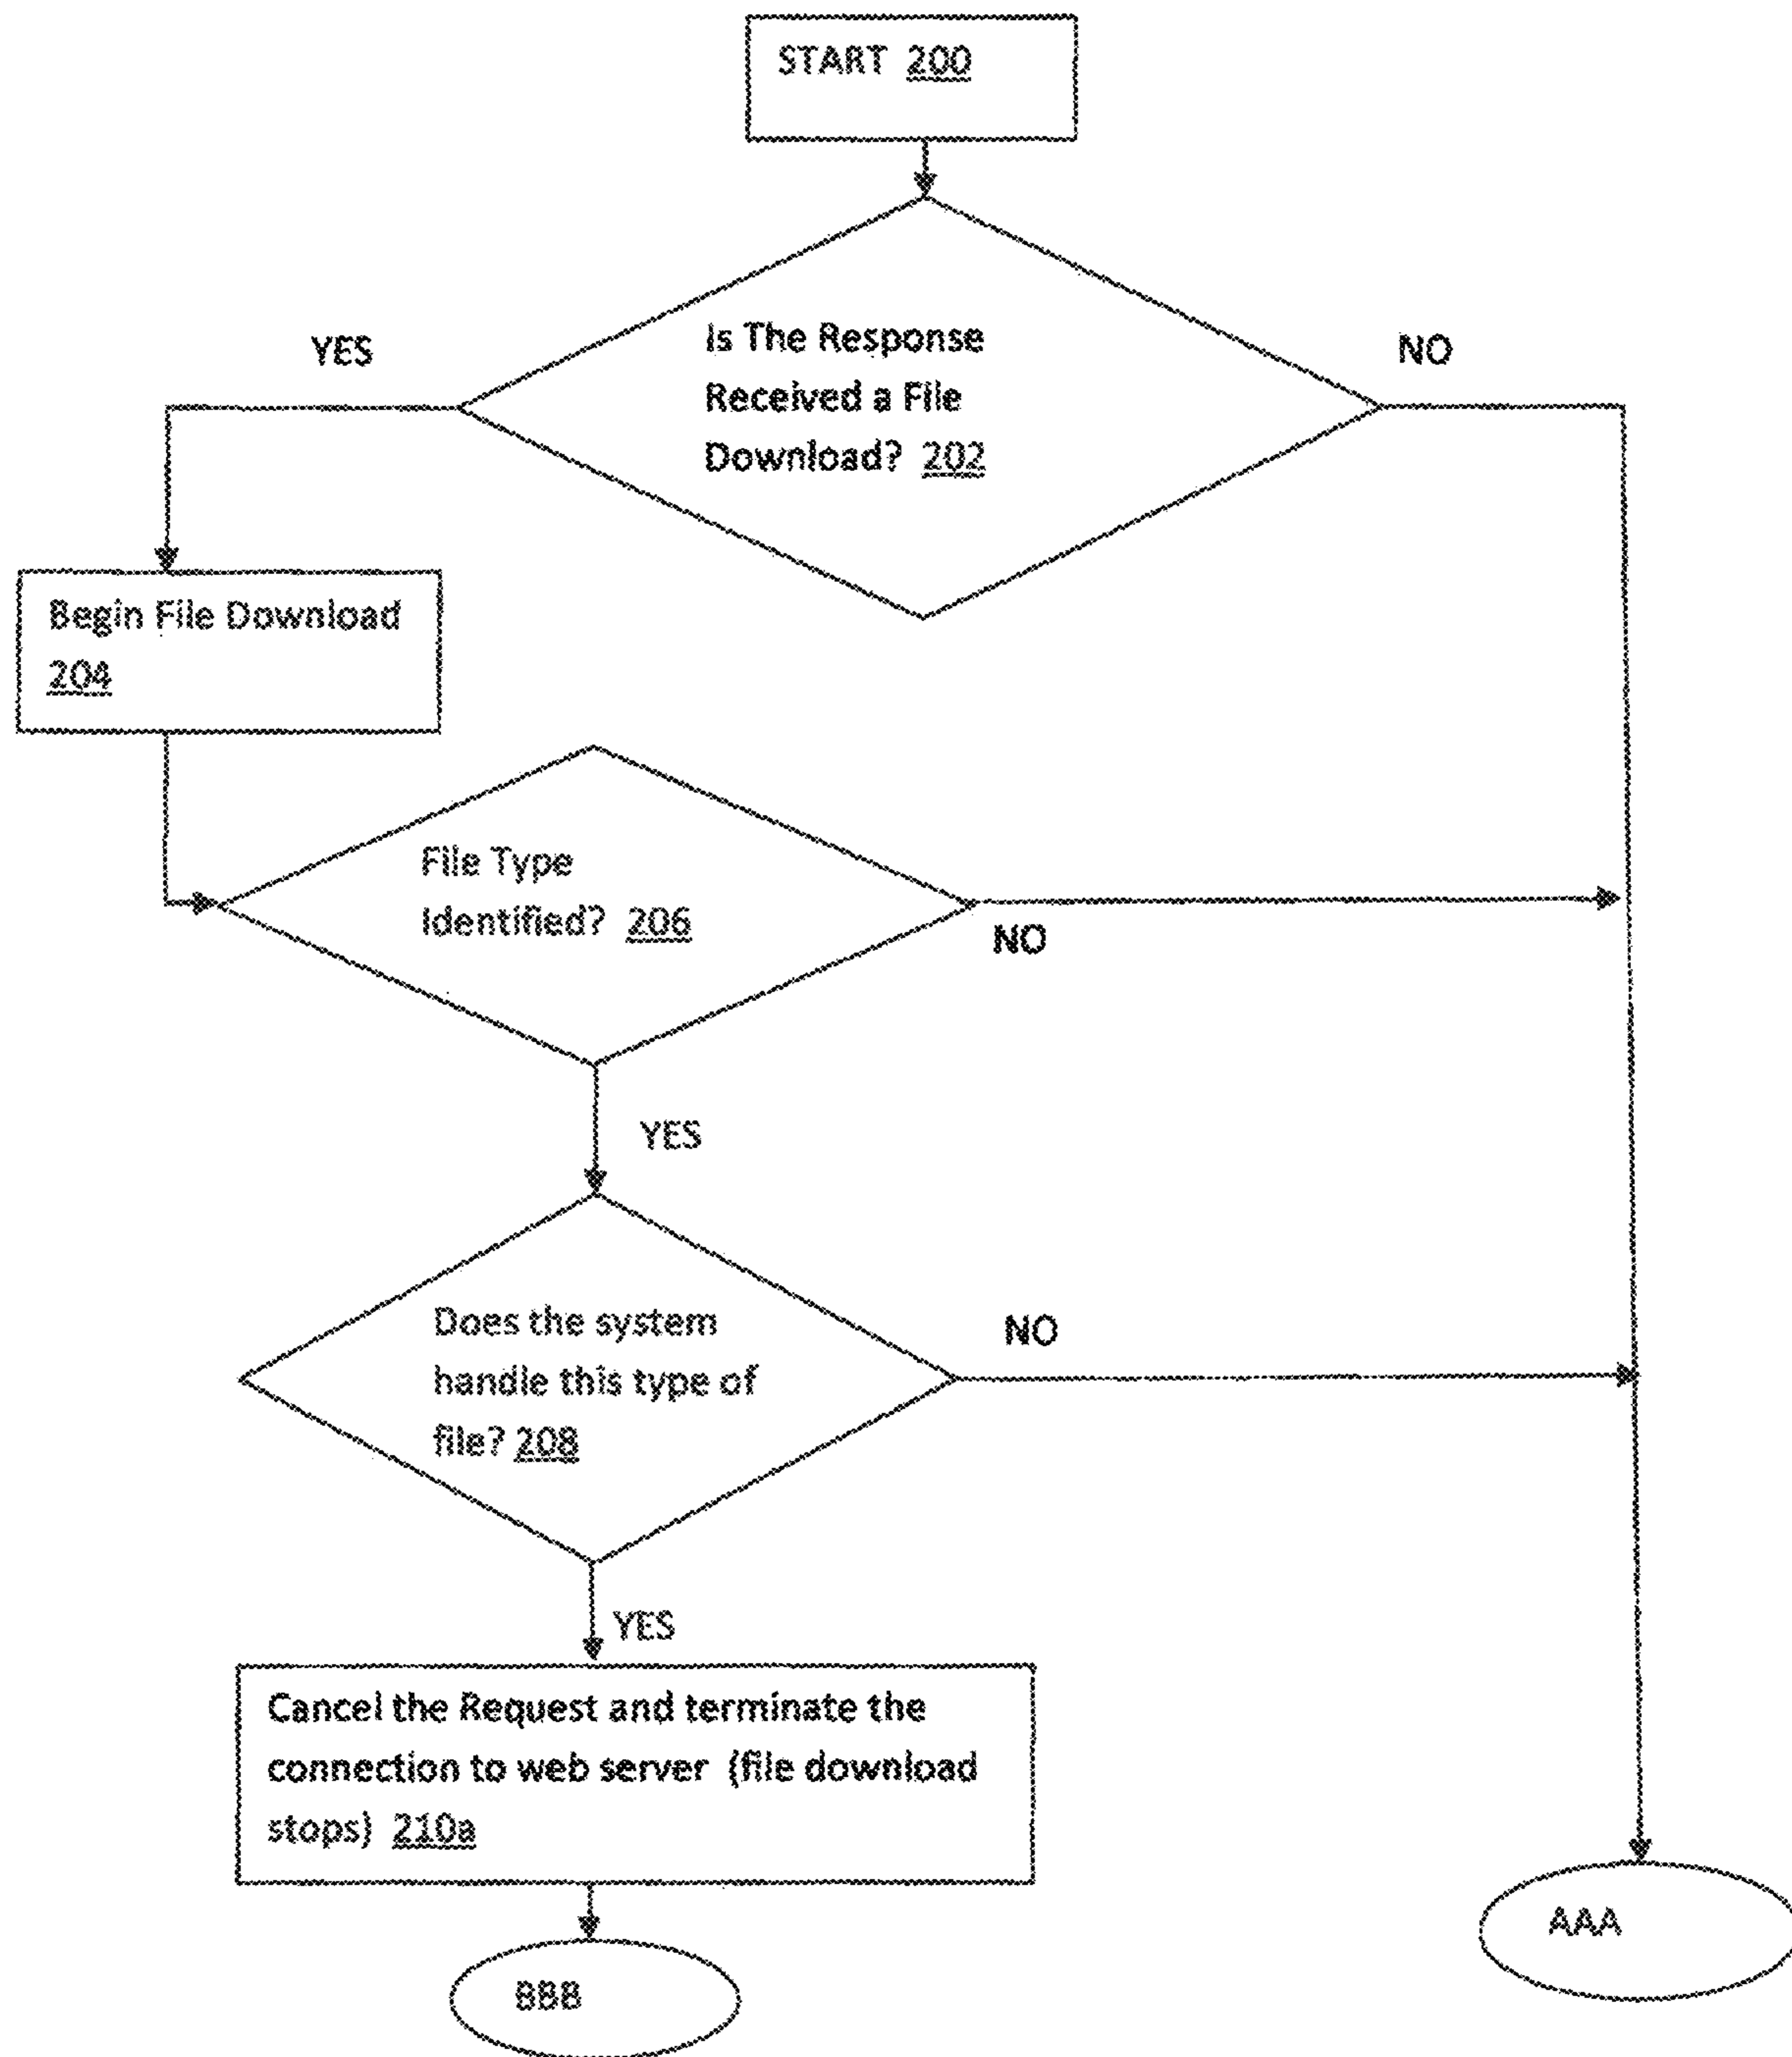 START 200
Is The Response
Received a File
Download? 202
YES
NO
Begin File Download
204
File Type
Identified? 206
NO
YES
Does the system
handle this type of
file? 208
NO
YES
Cancel the Request and terminate the
connection to web server (file download
stops) 210a
AAA
BBB